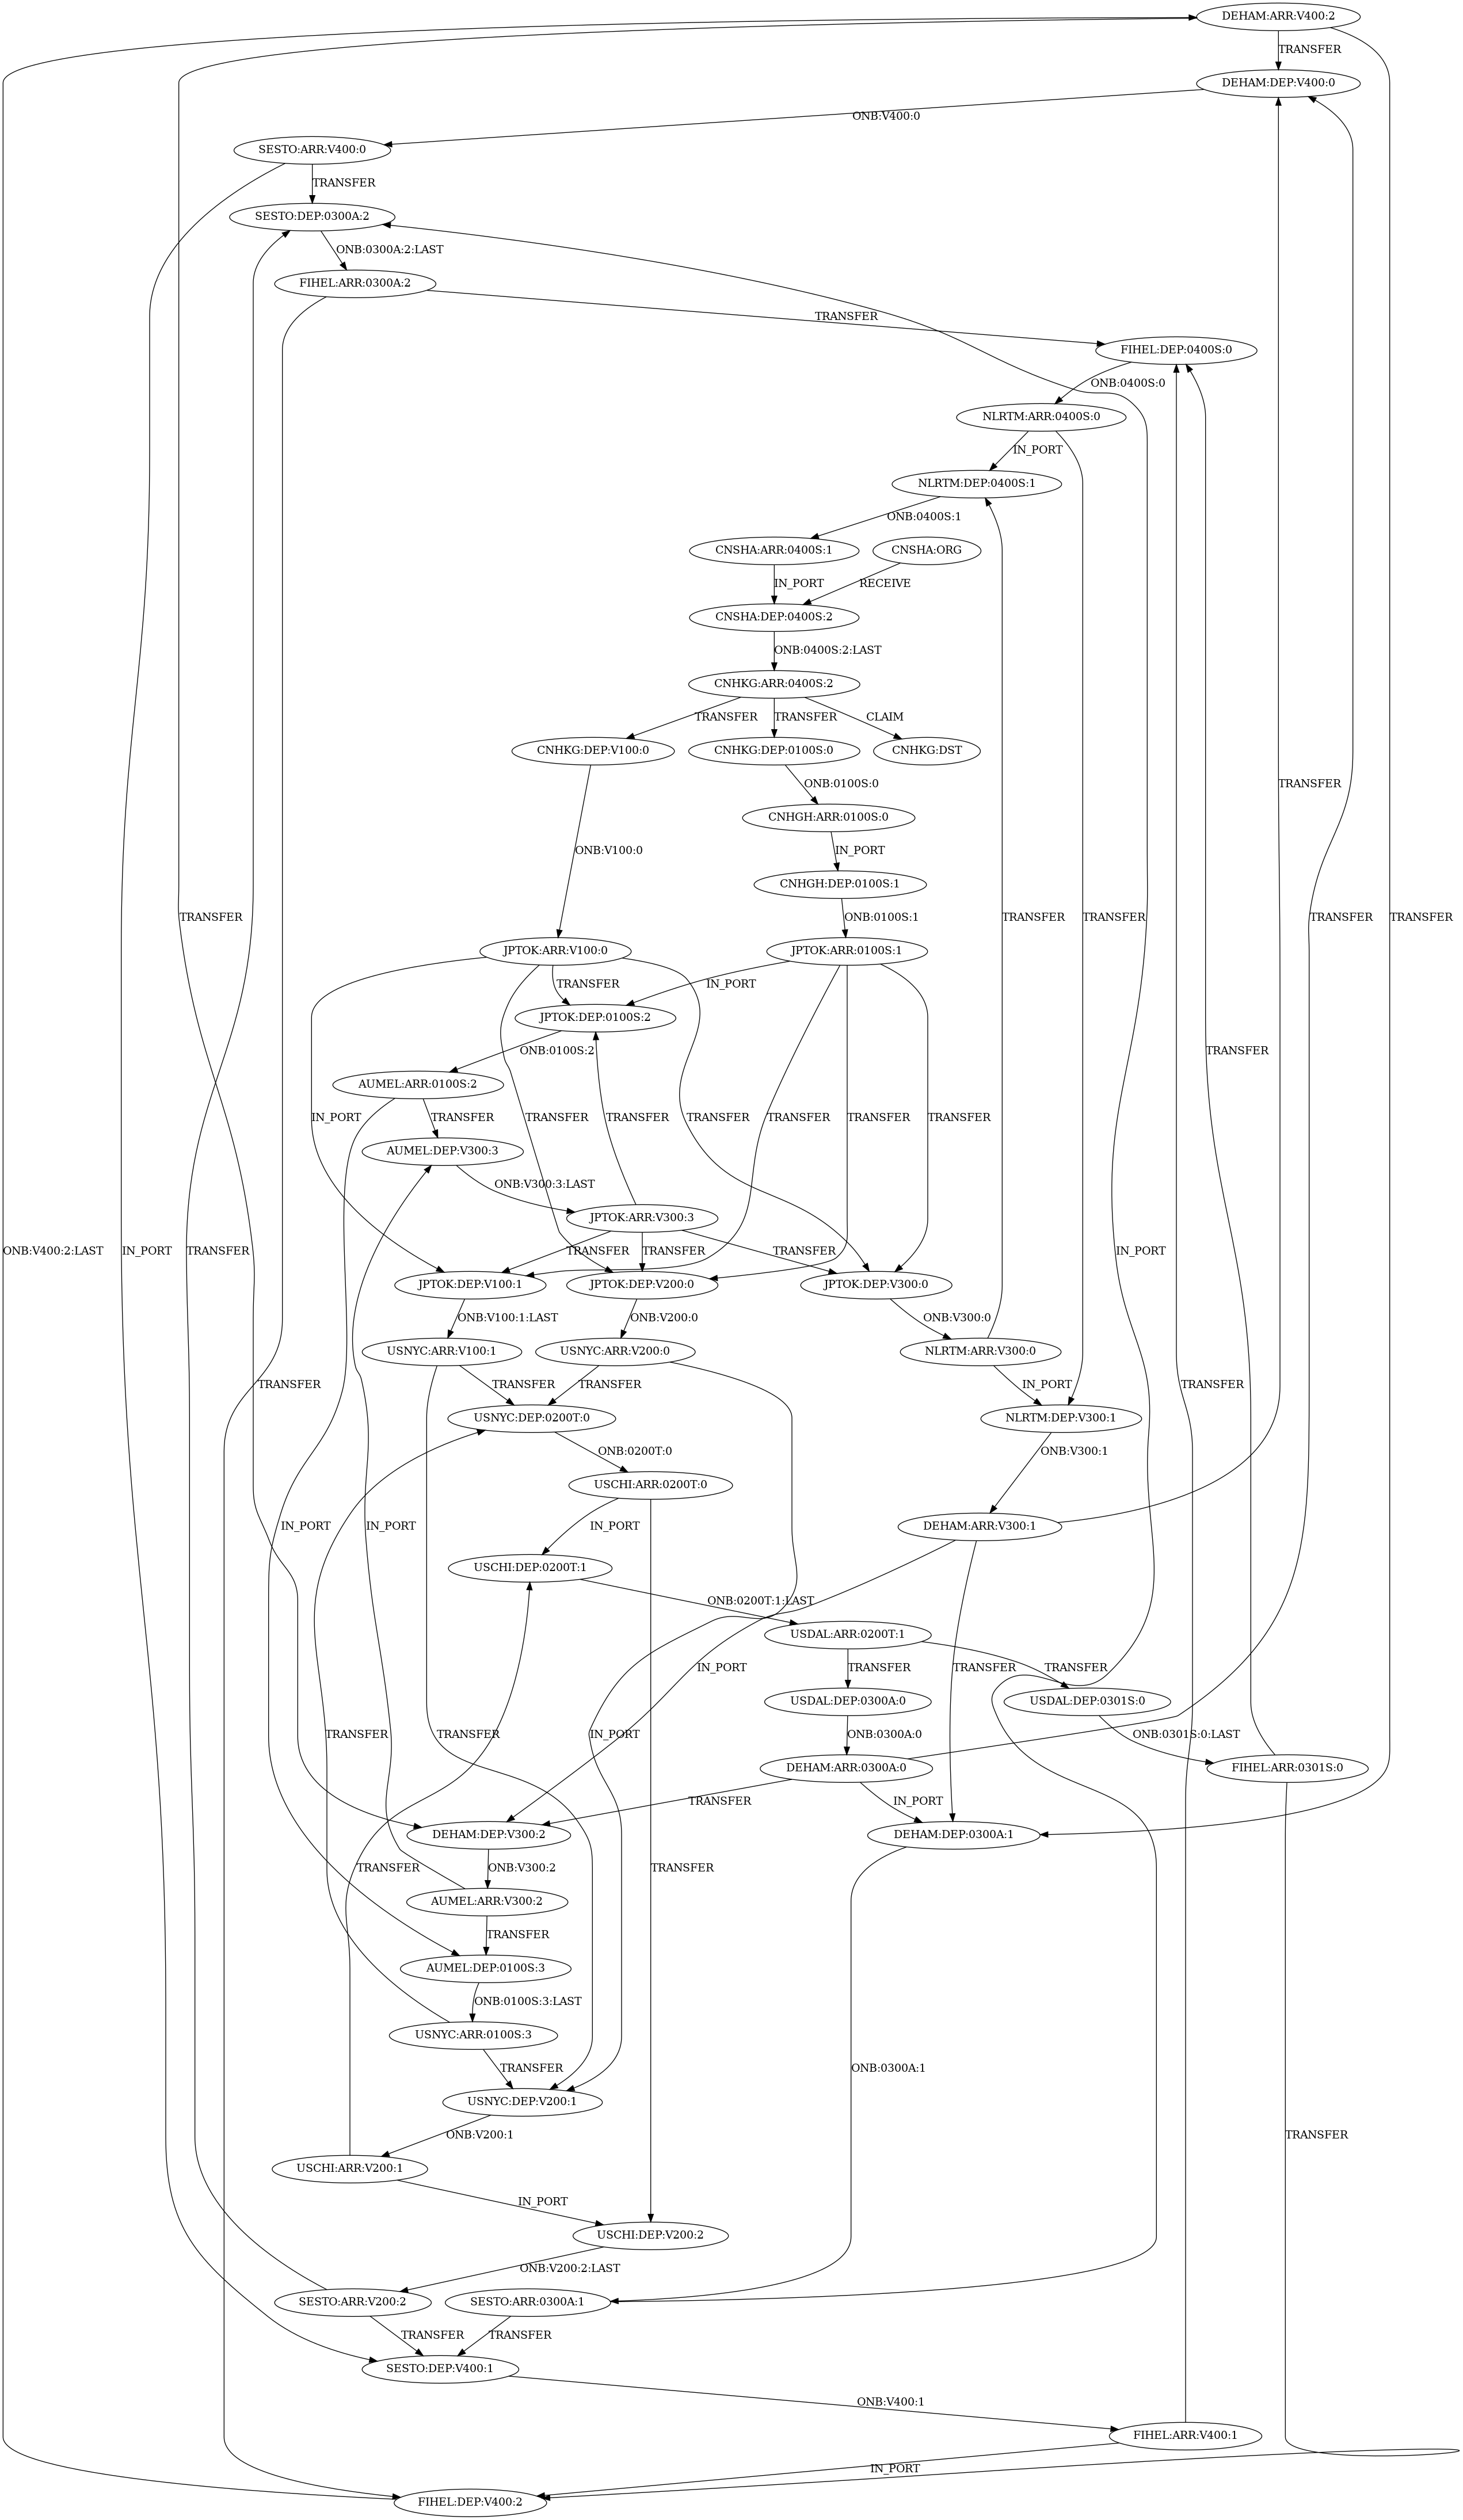 DEHAM:ARR:V400:2
TRANSFER
DEHAM:DEP:V400:0
ONB:V400:0
SESTO:ARR:V400:0
TRANSFER
SESTO:DEP:0300A:2
ONB:0300A:2:LAST
FIHEL:ARR:0300A:2
TRANSFER
FIHEL:DEP:0400S:0
ONB:0400S:0
NLRTM:ARR:0400S:0
IN_PORT
NLRTM:DEP:0400S:1
ONB:0400S:1
CNSHA:ARR:0400S:1
CNSHA:ORG
IN_PORT
RECEIVE
CNSHA:DEP:0400S:2
ONB:0400S:2:LAST
CNHKG:ARR:0400S:2
TRANSFER
TRANSFER
CLAIM
CNHKG:DEP:V100:0
CNHKG:DEP:0100S:0
CNHKG:DST
ONB:0100S:0
TRANSFER
CNHGH:ARR:0100S:0
ONB:V100:0
IN_PORT
CNHGH:DEP:0100S:1
TRANSFER
ONB:0100S:1
TRANSFER
TRANSFER
TRANSFER
TRANSFER
JPTOK:ARR:V100:0
JPTOK:ARR:0100S:1
TRANSFER
IN_PORT
JPTOK:DEP:0100S:2
ONB:0100S:2
TRANSFER
AUMEL:ARR:0100S:2
IN_PORT
TRANSFER
TRANSFER
TRANSFER
TRANSFER
TRANSFER
TRANSFER
TRANSFER
AUMEL:DEP:V300:3
ONB:V300:3:LAST
JPTOK:ARR:V300:3
ONB:V400:2:LAST
IN_PORT
TRANSFER
TRANSFER
TRANSFER
TRANSFER
IN_PORT
JPTOK:DEP:V100:1
JPTOK:DEP:V200:0
JPTOK:DEP:V300:0
ONB:V100:1:LAST
ONB:V200:0
ONB:V300:0
USNYC:ARR:V100:1
USNYC:ARR:V200:0
NLRTM:ARR:V300:0
TRANSFER
TRANSFER
TRANSFER
IN_PORT
TRANSFER
USNYC:DEP:0200T:0
NLRTM:DEP:V300:1
ONB:0200T:0
ONB:V300:1
USCHI:ARR:0200T:0
IN_PORT
IN_PORT
IN_PORT
DEHAM:ARR:V300:1
USCHI:DEP:0200T:1
ONB:0200T:1:LAST
USDAL:ARR:0200T:1
IN_PORT
TRANSFER
TRANSFER
TRANSFER
USDAL:DEP:0300A:0
USDAL:DEP:0301S:0
TRANSFER
TRANSFER
IN_PORT
ONB:0300A:0
ONB:0301S:0:LAST
DEHAM:ARR:0300A:0
FIHEL:ARR:0301S:0
TRANSFER
IN_PORT
DEHAM:DEP:V300:2
DEHAM:DEP:0300A:1
TRANSFER
ONB:V300:2
TRANSFER
AUMEL:ARR:V300:2
TRANSFER
AUMEL:DEP:0100S:3
ONB:0100S:3:LAST
USNYC:ARR:0100S:3
TRANSFER
ONB:0300A:1
USNYC:DEP:V200:1
ONB:V200:1
TRANSFER
USCHI:ARR:V200:1
IN_PORT
USCHI:DEP:V200:2
ONB:V200:2:LAST
SESTO:ARR:V200:2
SESTO:ARR:0300A:1
TRANSFER
TRANSFER
SESTO:DEP:V400:1
ONB:V400:1
FIHEL:ARR:V400:1
IN_PORT
FIHEL:DEP:V400:2